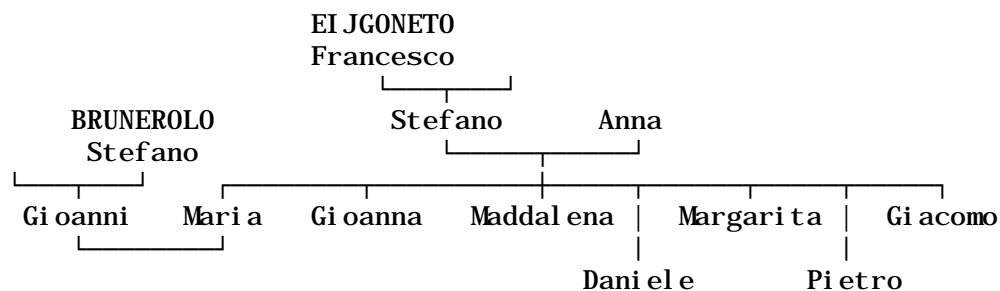 EIJGONETO
Francesco
BRUNEROLO Stefano Anna
Stefano
Gioanni Maria Gioanna Maddalena Margarita Giacomo
Daniele Pietro